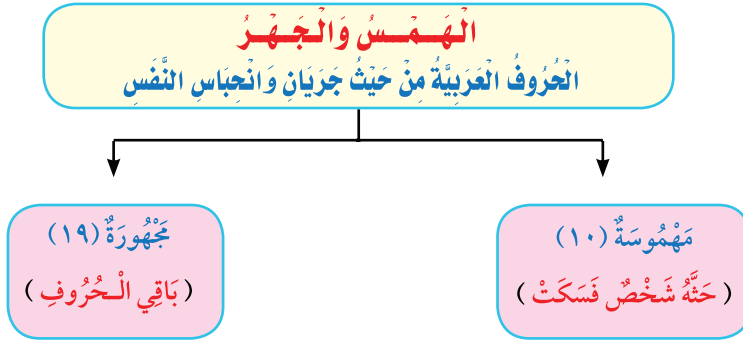 الْهَمْسُ وَالْجَهْرُ
الْحُرُوفُ الْعَرَبِيَّةُ مِنْ حَيْثُ جَرَيَانِ وَانْحِبَاسِ النَّفَسِ
مَهْمُوسَةٌ (١٠)
(حَثَّهُ شَخْصٌ فَسَكَتْ)
مَجْهُورَةٌ (١٩)
(بَاقِي الْحُرُوفِ)